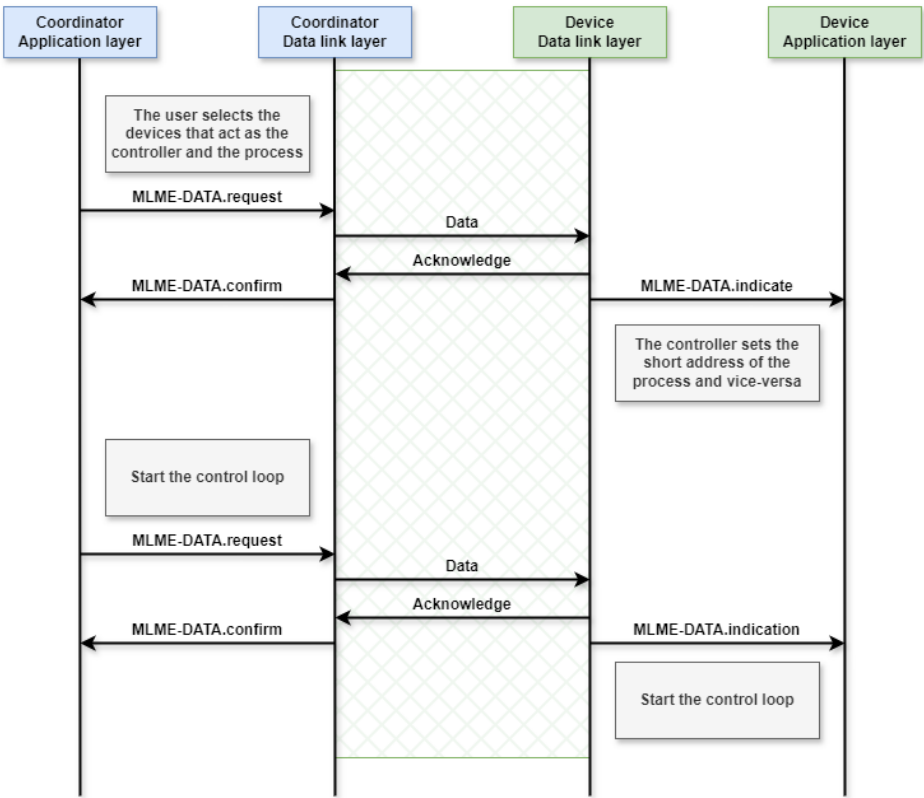 Coordinator
Application layer
Coordinator
Data link layer
Device
Data link layer
Device
Application layer
The user selects the
devices that act as the
controller and the process
MLME-DATA.request
Data
Acknowledge
MLME-DATA.confirm
MLME-DATA.indicate
The controller sets the
short address of the
process and vice-versa
Start the control loop
MLME-DATA.request
Data
Acknowledge
MLME-DATA.confirm
MLME-DATA.indication
Start the control loop